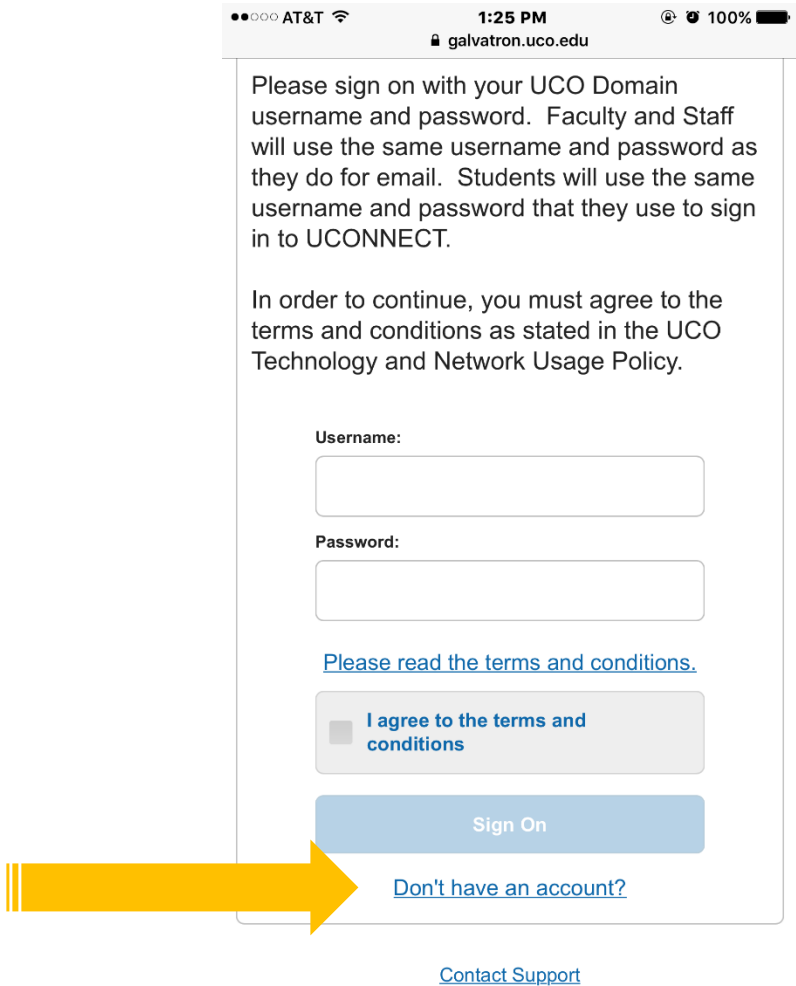 AT&T 1:25 PM 100%
galvatron.uco.edu
Please sign on with your UCO Domain
username and password.  Faculty and Staff
will use the same username and password as
they do for email.  Students will use the same
username and password that they use to sign
in to UCONNECT.
In order to continue, you must agree to the
terms and conditions as stated in the UCO
Technology and Network Usage Policy.
Username:
Password:
Please read the terms and conditions.
I agree to the terms and
conditions
Sign On
Don't have an account?
Contact Support